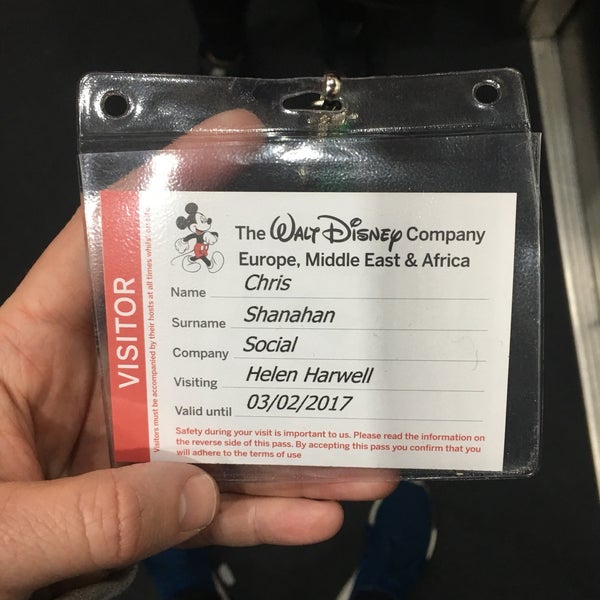 The Walt Disney Company
Europe, Middle East & Africa
Name Chris
Surname Shanahan
Company Social
Visiting Helen Harwell
Valid until 03/02/2017
Safety during your visit is important to us. Please read the information on
the reverse side of this pass. By accepting this pass you confirm that you
will adhere to the terms of use
VISITOR
Visitors must be accompanied by their hosts at all times whilst on site